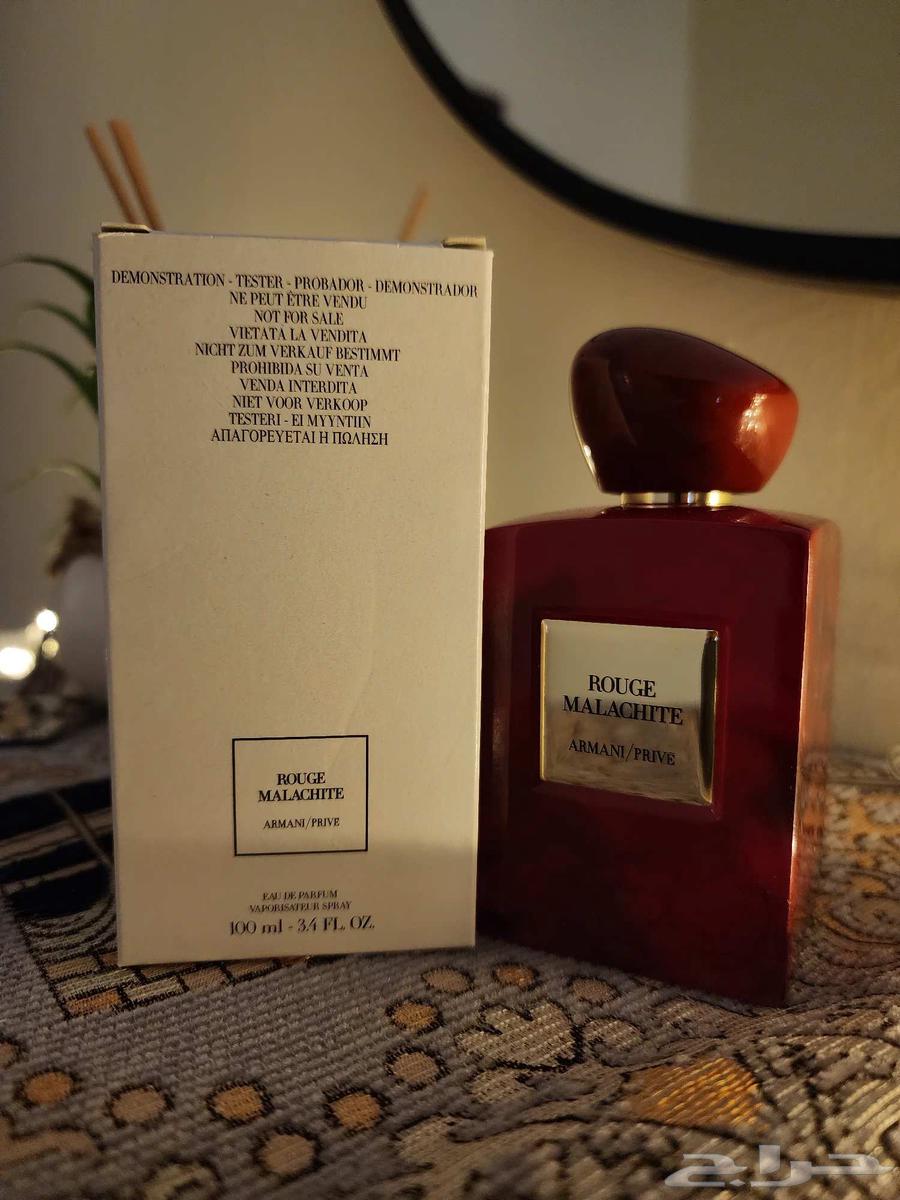 DEMONSTRATION - TESTER - PROBADOR - DEMONSTRADOR
NE PEUT ÊTRE VENDU
NOT FOR SALE
VIETATA LA VENDITA
NICHT ZUM VERKAUF BESTIMMT
PROHIBIDA SU VENTA
VENDA INTERDITA
NIET VOOR VERKOOP
TESTERI - EI MYYNTIIN
ΑΠΑΓΟΡΕΥΕΤΑΙ Η ΠΩΛΗΣΗ
ROUGE
MALACHITE
ARMANI/PRIVE
EAU DE PARFUM
VAPORISATEUR SPRAY
100 ml - 3.4 FL. OZ.
ROUGE
MALACHITE
ARMANI/PRIVE
حراج